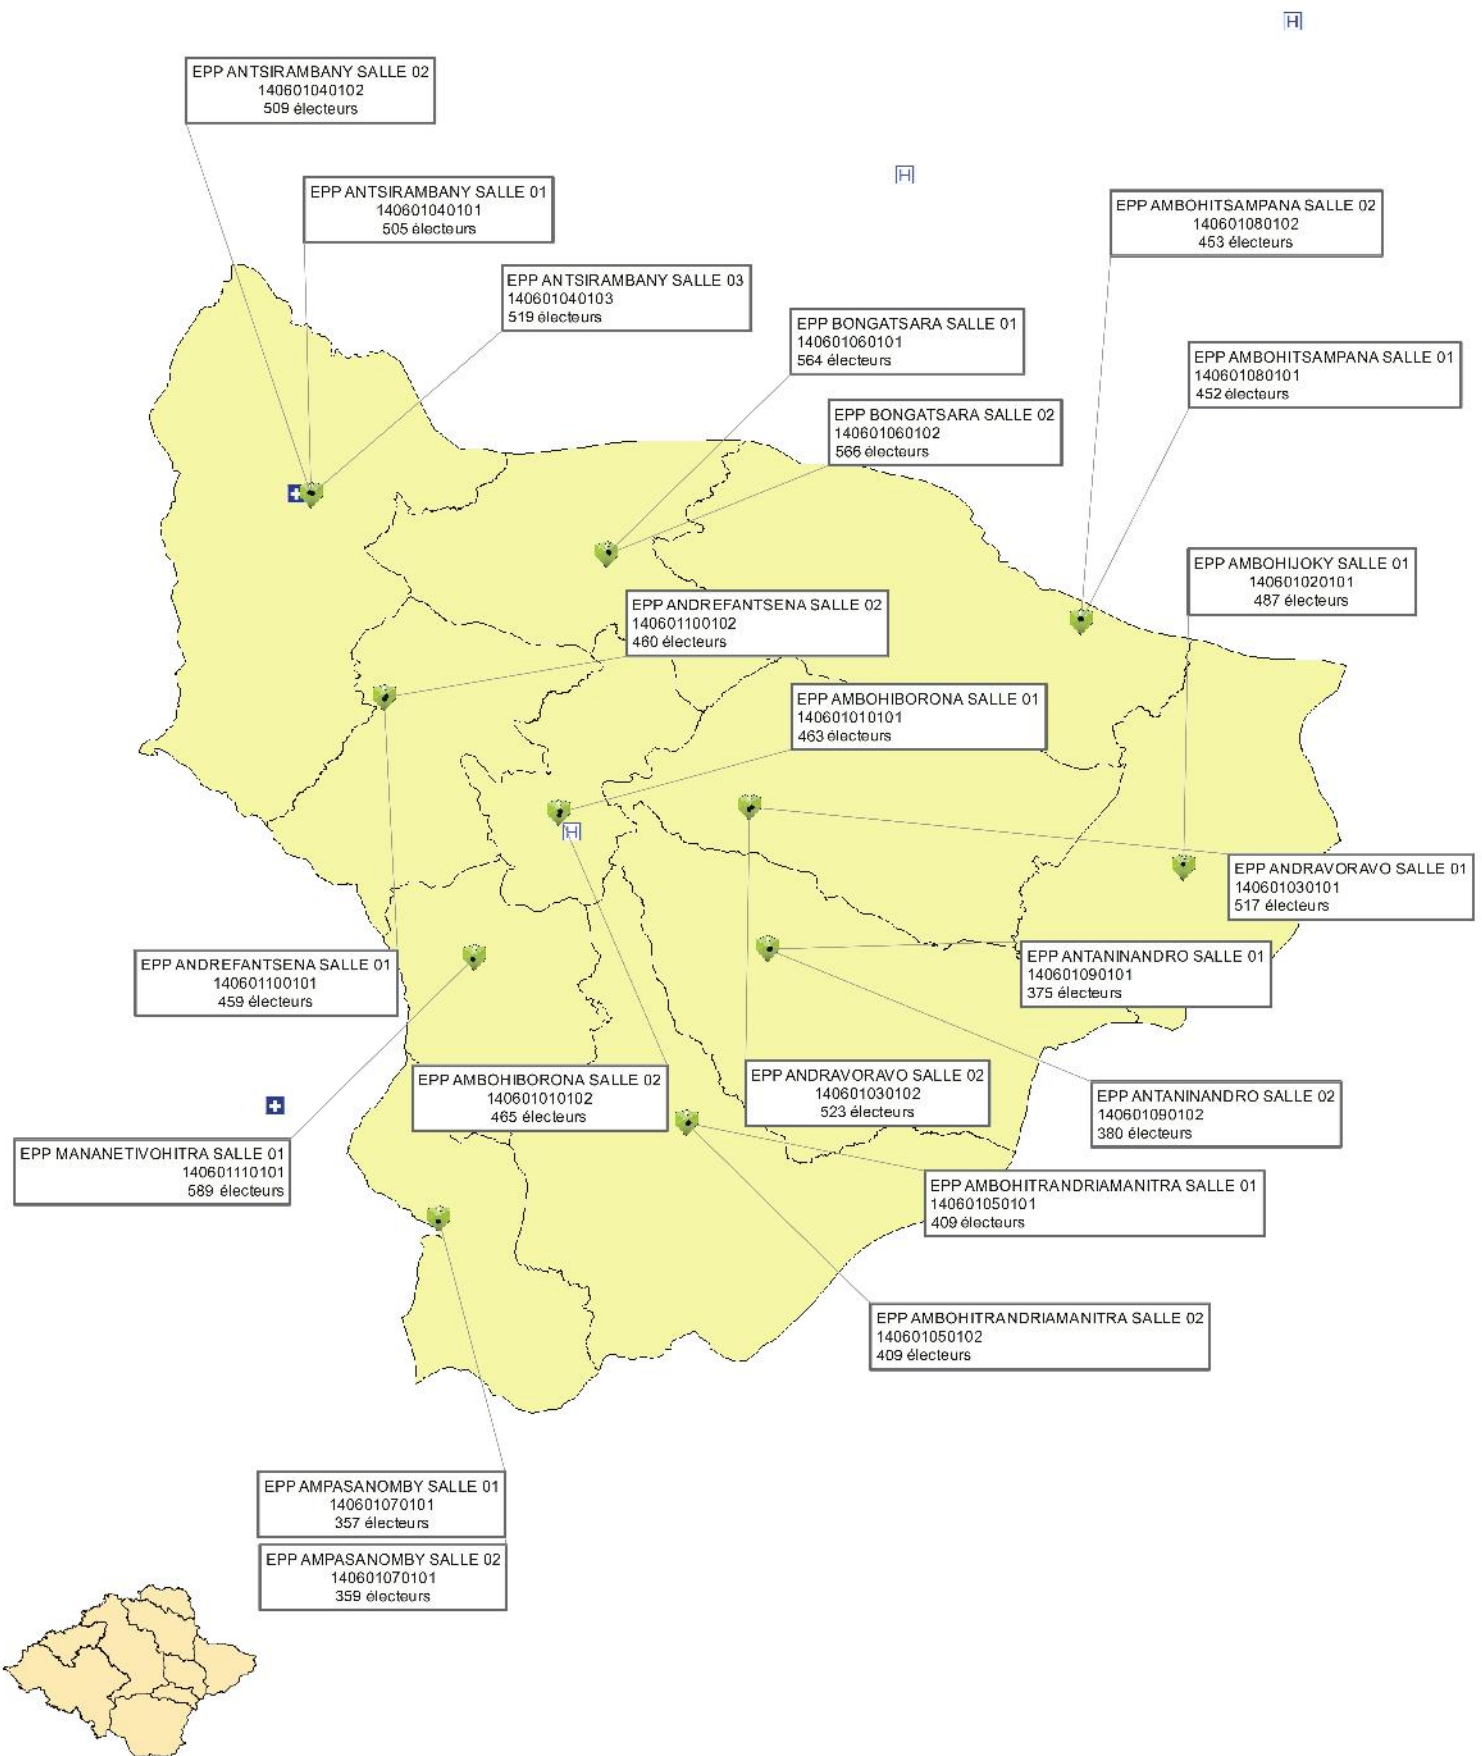 H
EPP ANTSIRAMBANY SALLE 02
140601040102
509 électeurs
H
EPP ANTSIRAMBANY SALLE 01
140601040101
505 électeurs
EPP AMBOHITSAMPANA SALLE 02
140601080102
453 électeurs
EPP ANTSIRAMBANY SALLE 03
140601040103
519 électeurs
EPP BONGATSARA SALLE 01
140601060101
564 électeurs
EPP AMBOHITSAMPANA SALLE 01
140601080101
452 électeurs
EPP BONGATSARA SALLE 02
140601060102
566 électeurs
EPP AMBOHIJOKY SALLE 01
140601020101
487 électeurs
EPP ANDREFANTSENA SALLE 02
140601100102
460 électeurs
EPP AMBOHIBORONA SALLE 01
140601010101
463 électeurs
H
EPP ANDRAVORAVO SALLE 01
140601030101
517 électeurs
EPP ANDREFANTSENA SALLE 01
140601100101
459 électeurs
EPP ANTANINANDRO SALLE 01
140601090101
375 électeurs
EPP AMBOHIBORONA SALLE 02
140601010102
465 électeurs
EPP ANDRAVORAVO SALLE 02
140601030102
523 électeurs
EPP ANTANINANDRO SALLE 02
140601090102
380 électeurs
EPP MANANETIVOHITRA SALLE 01
140601110101
589 électeurs
EPP AMBOHITRANDRIAMANITRA SALLE 01
140601050101
409 électeurs
EPP AMBOHITRANDRIAMANITRA SALLE 02
140601050102
409 électeurs
EPP AMPASANOMBY SALLE 01
140601070101
357 électeurs
EPP AMPASANOMBY SALLE 02
140601070101
359 électeurs